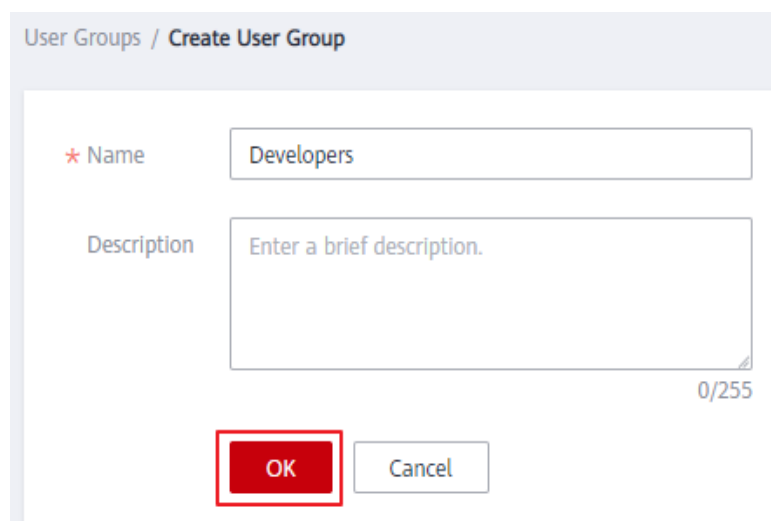 User Groups / Create User Group
* Name Developers
Description Enter a brief description.
0/255
OK Cancel